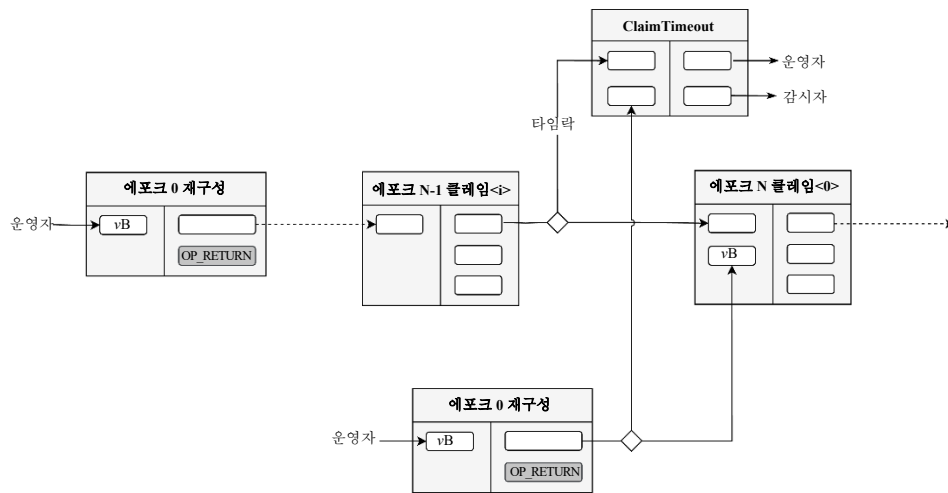 ClaimTimeout
운영자
감시자
타임락
에포크 0 재구성
운영자
vB
OP_RETURN
에포크 N-1 클레임<i>
에포크 N 클레임<0>
vB
에포크 0 재구성
운영자
vB
OP_RETURN